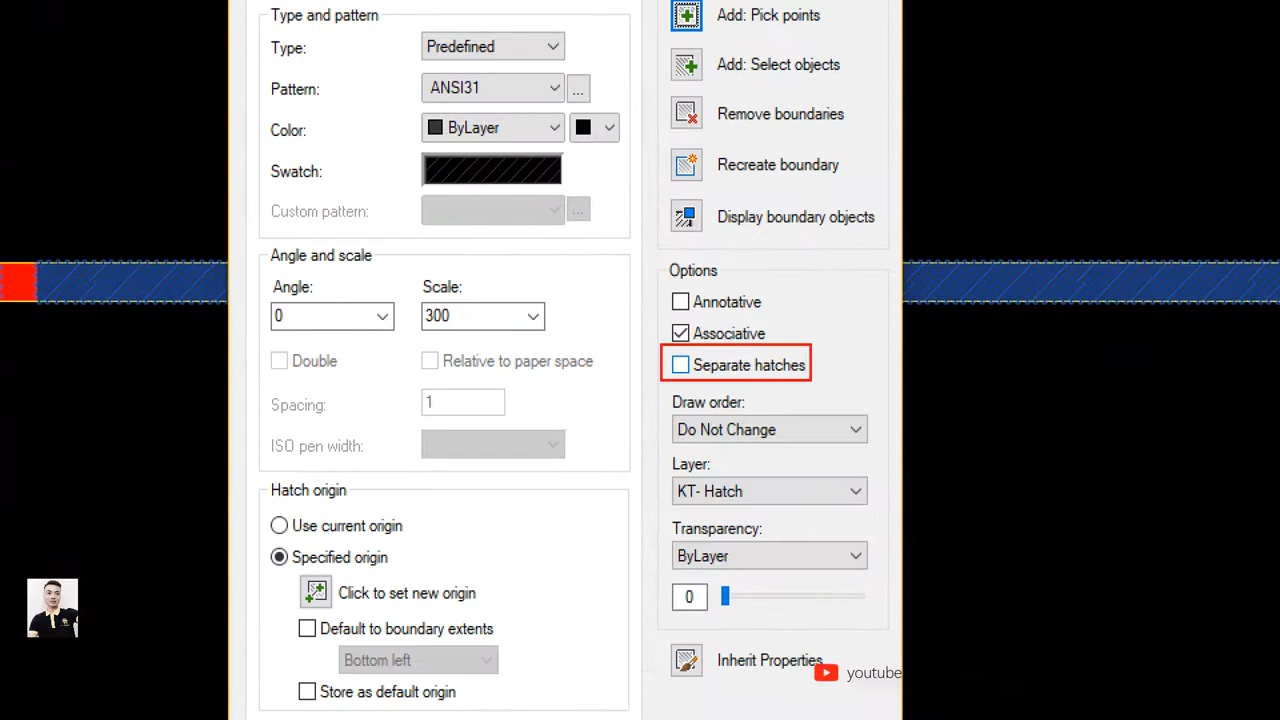 Type and pattern
Type:
Predefined
Pattern:
ANSI31
...
Color:
ByLayer
Swatch:
Custom pattern:
...
Angle and scale
Angle:
Scale:
0
300
Double
Relative to paper space
Spacing:
1
ISO pen width:
Hatch origin
Use current origin
Specified origin
Click to set new origin
Default to boundary extents
Bottom left
Store as default origin
Add: Pick points
Add: Select objects
Remove boundaries
Recreate boundary
Display boundary objects
Options
Annotative
Associative
Separate hatches
Draw order:
Do Not Change
Layer:
KT- Hatch
Transparency:
ByLayer
0
Inherit Properties
youtube